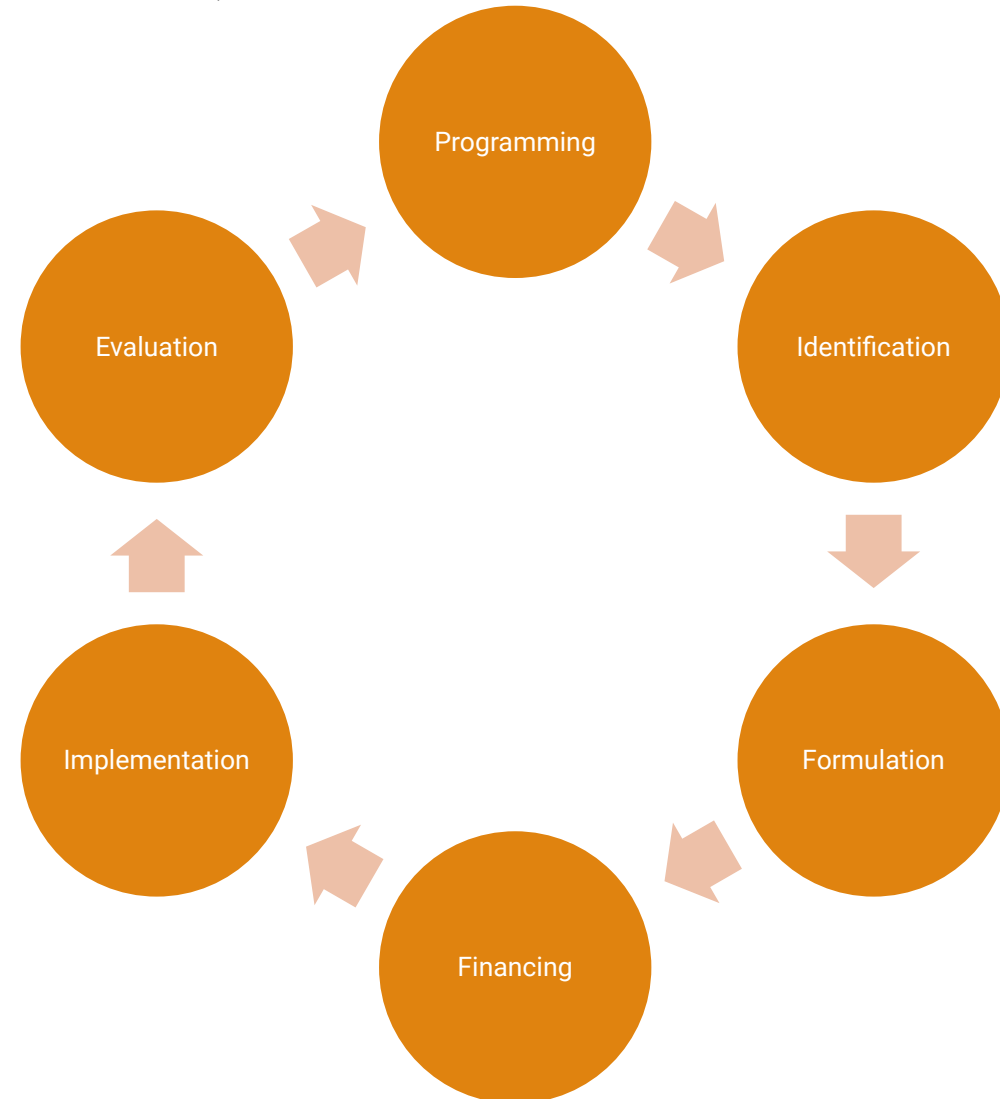 Programming
Identification
Formulation
Financing
Implementation
Evaluation